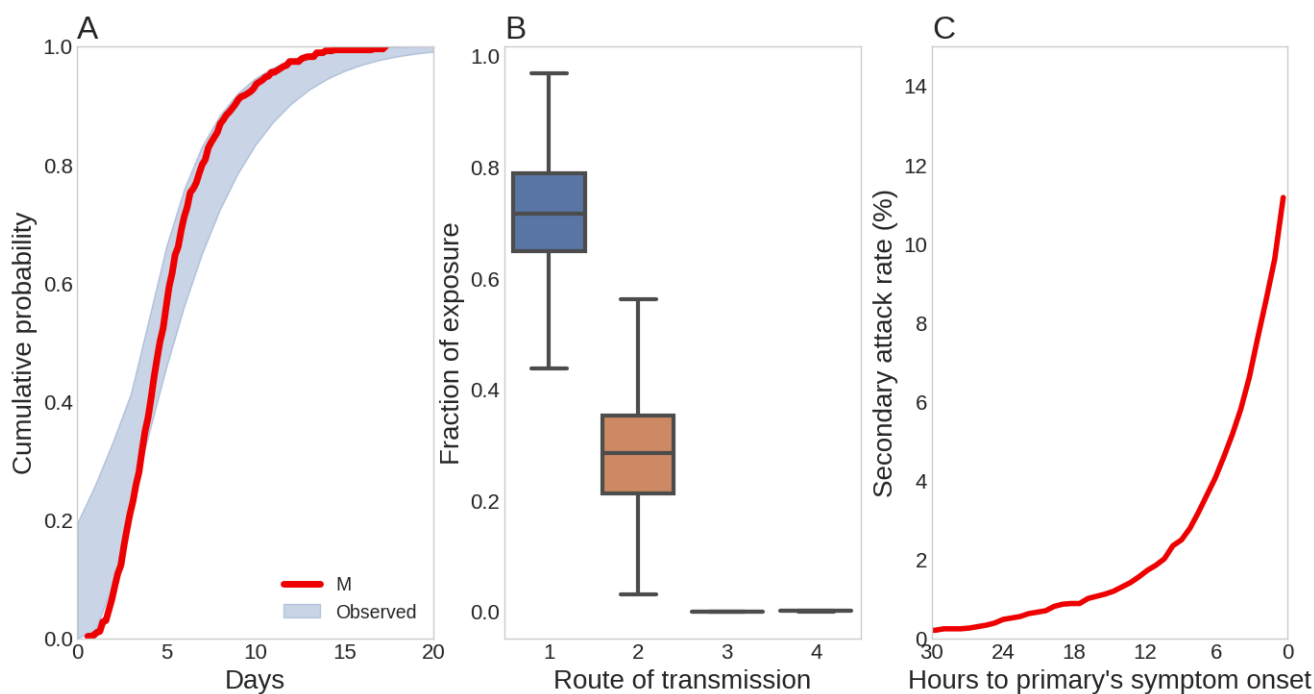 A
Cumulative probability
1.0
0.8
0.6
0.4
0.2
0.0
M
Observed
0 5 10 15 20
Days
B
Fraction of exposure
1.0
0.8
0.6
0.4
0.2
0.0
1 2 3 4
Route of transmission
C
Secondary attack rate (%)
14
12
10
8
6
4
2
0
30 24 18 12 6 0
Hours to primary's symptom onset